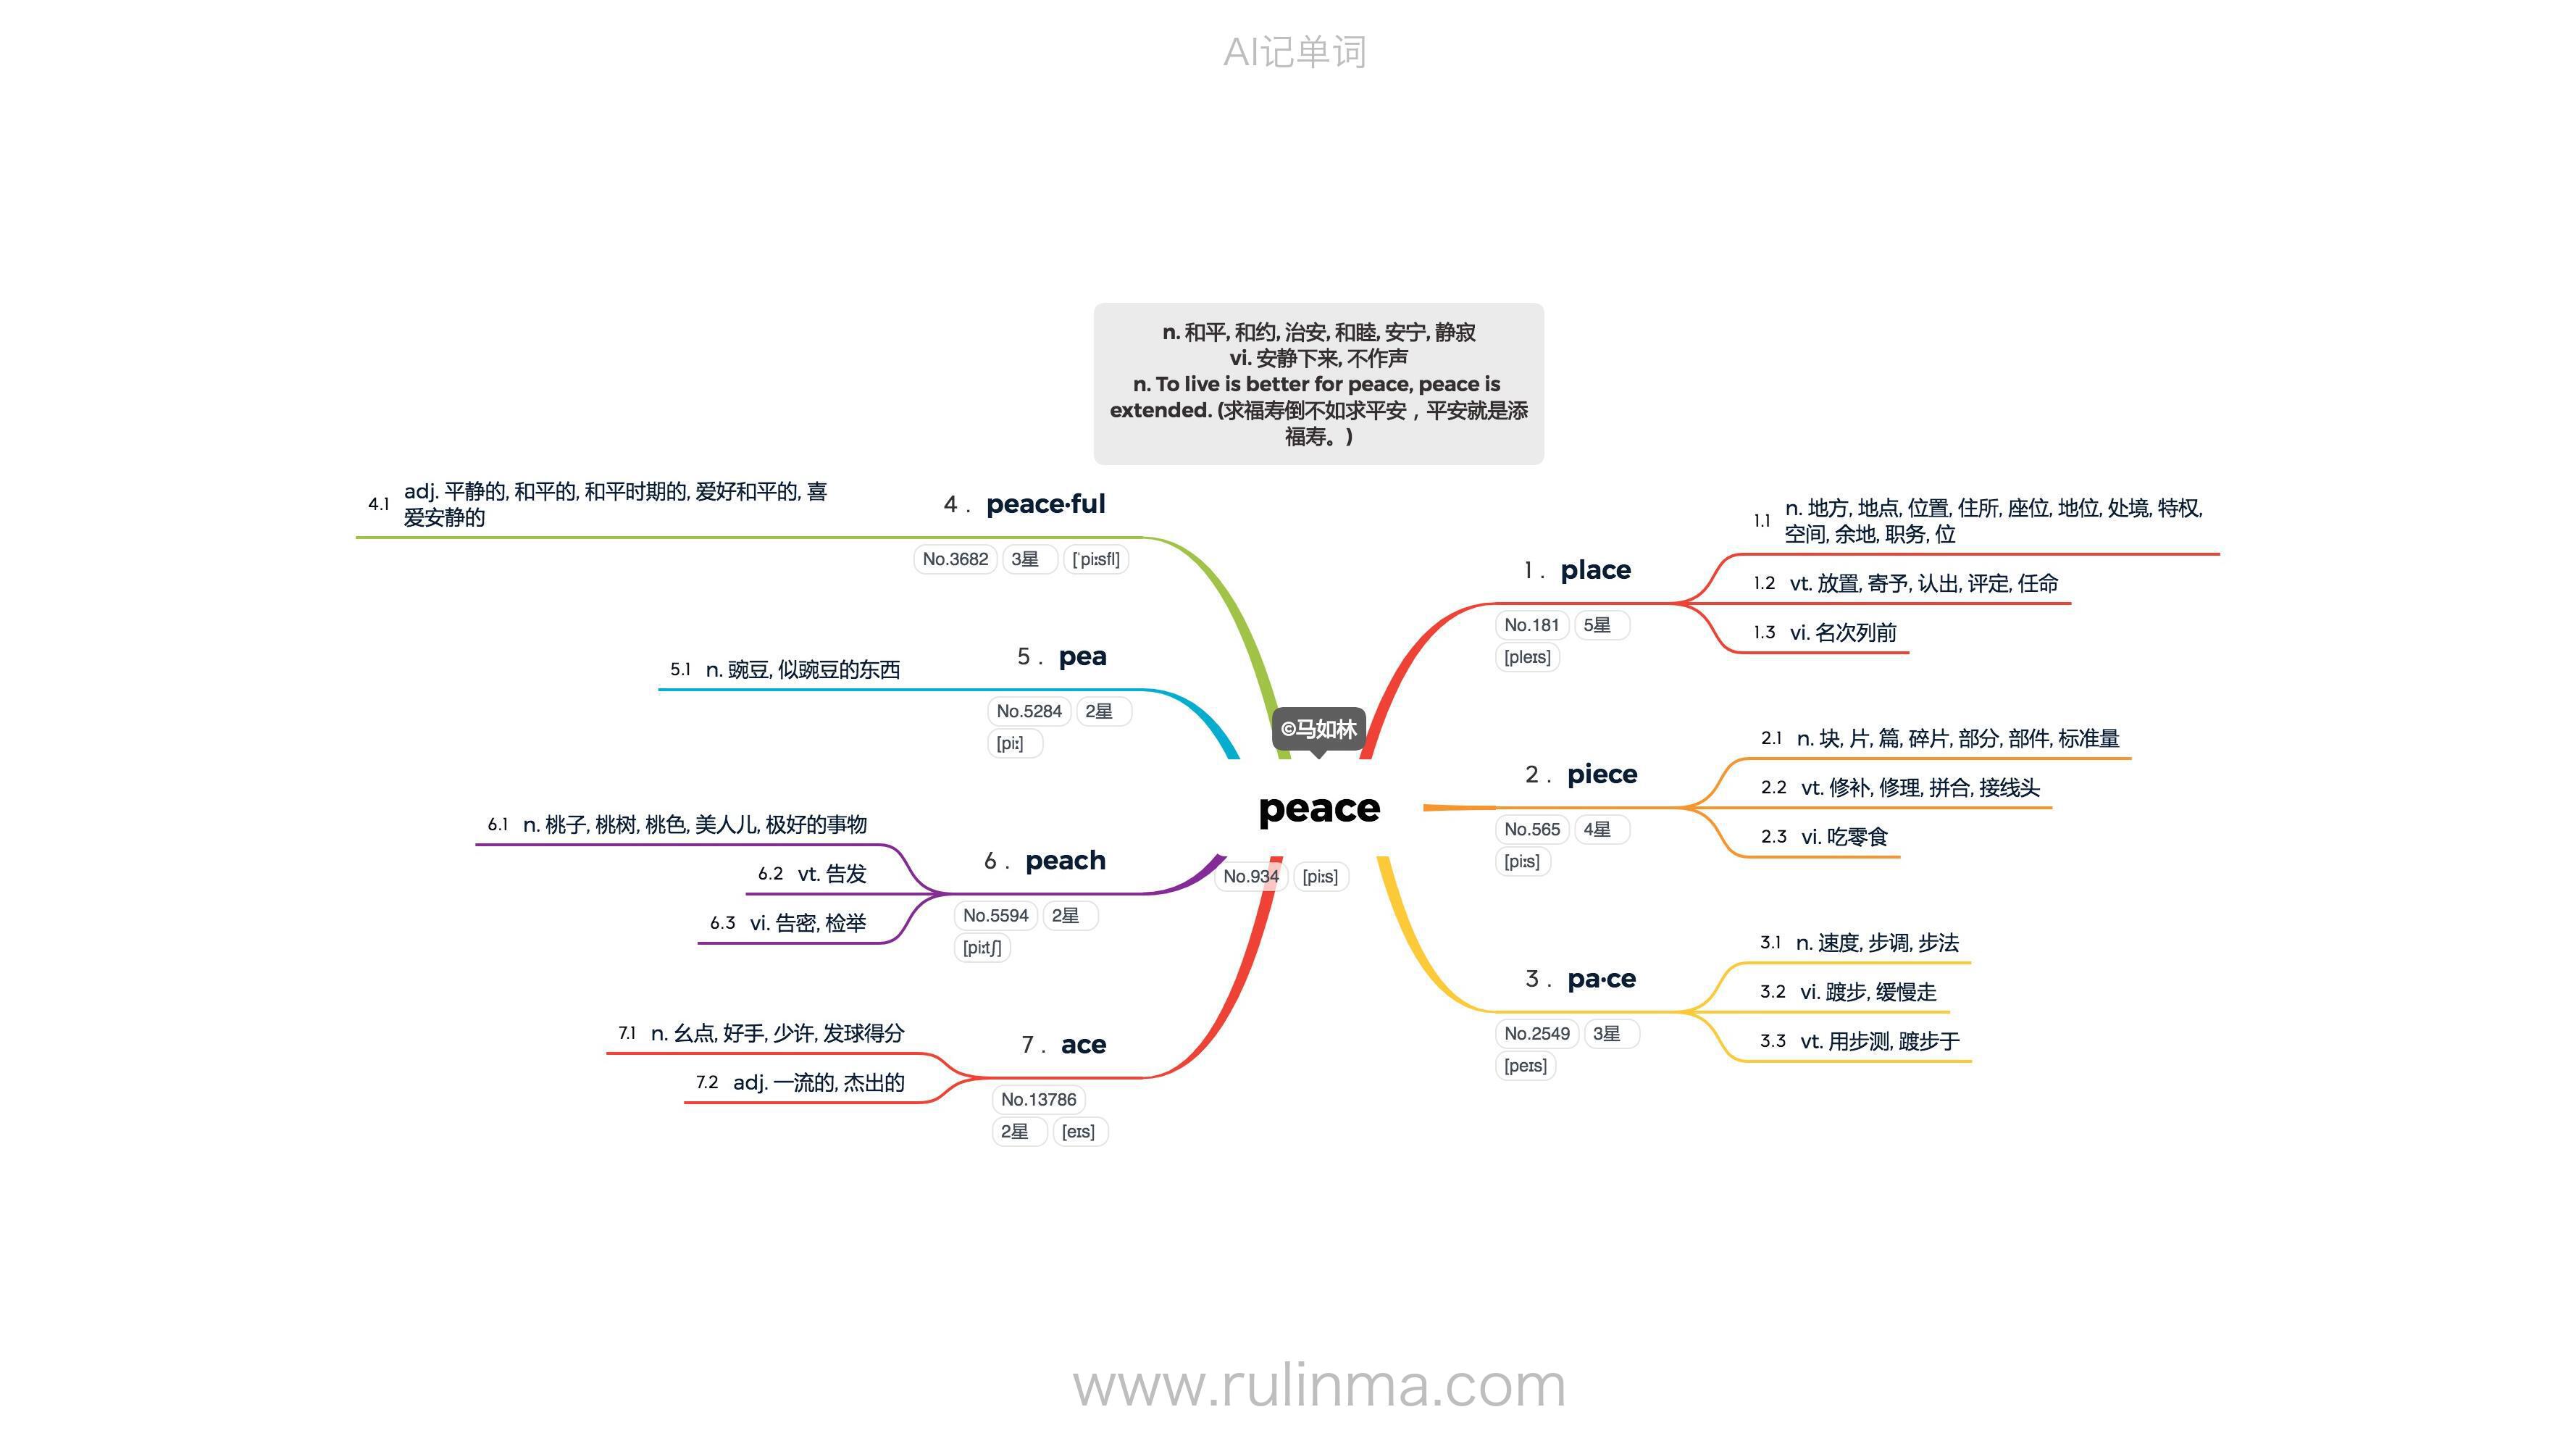 AI记单词
n. 和平, 和约, 治安, 和睦, 安宁, 静寂
vi. 安静下来, 不作声
n. To live is better for peace, peace is
extended. (求福寿倒不如求平安，平安就是添
福寿。)
©马如林
peace
No.934 [piːs]
1. place
No.181 5星
[pleɪs]
1.1 n. 地方, 地点, 位置, 住所, 座位, 地位, 处境, 特权,
空间, 余地, 职务, 位
1.2 vt. 放置, 寄予, 认出, 评定, 任命
1.3 vi. 名次列前
2. piece
No.565 4星
[piːs]
2.1 n. 块, 片, 篇, 碎片, 部分, 部件, 标准量
2.2 vt. 修补, 修理, 拼合, 接线头
2.3 vi. 吃零食
3. pa·ce
No.2549 3星
[peɪs]
3.1 n. 速度, 步调, 步法
3.2 vi. 踱步, 缓慢走
3.3 vt. 用步测, 踱步于
4. peace·ful
No.3682 3星 [ˈpiːsfl]
4.1 adj. 平静的, 和平的, 和平时期的, 爱好和平的, 喜
爱安静的
5. pea
No.5284 2星
[piː]
5.1 n. 豌豆, 似豌豆的东西
6. peach
No.5594 2星
[piːtʃ]
6.1 n. 桃子, 桃树, 桃色, 美人儿, 极好的事物
6.2 vt. 告发
6.3 vi. 告密, 检举
7. ace
No.13786
2星 [eɪs]
7.1 n. 幺点, 好手, 少许, 发球得分
7.2 adj. 一流的, 杰出的
www.rulinma.com